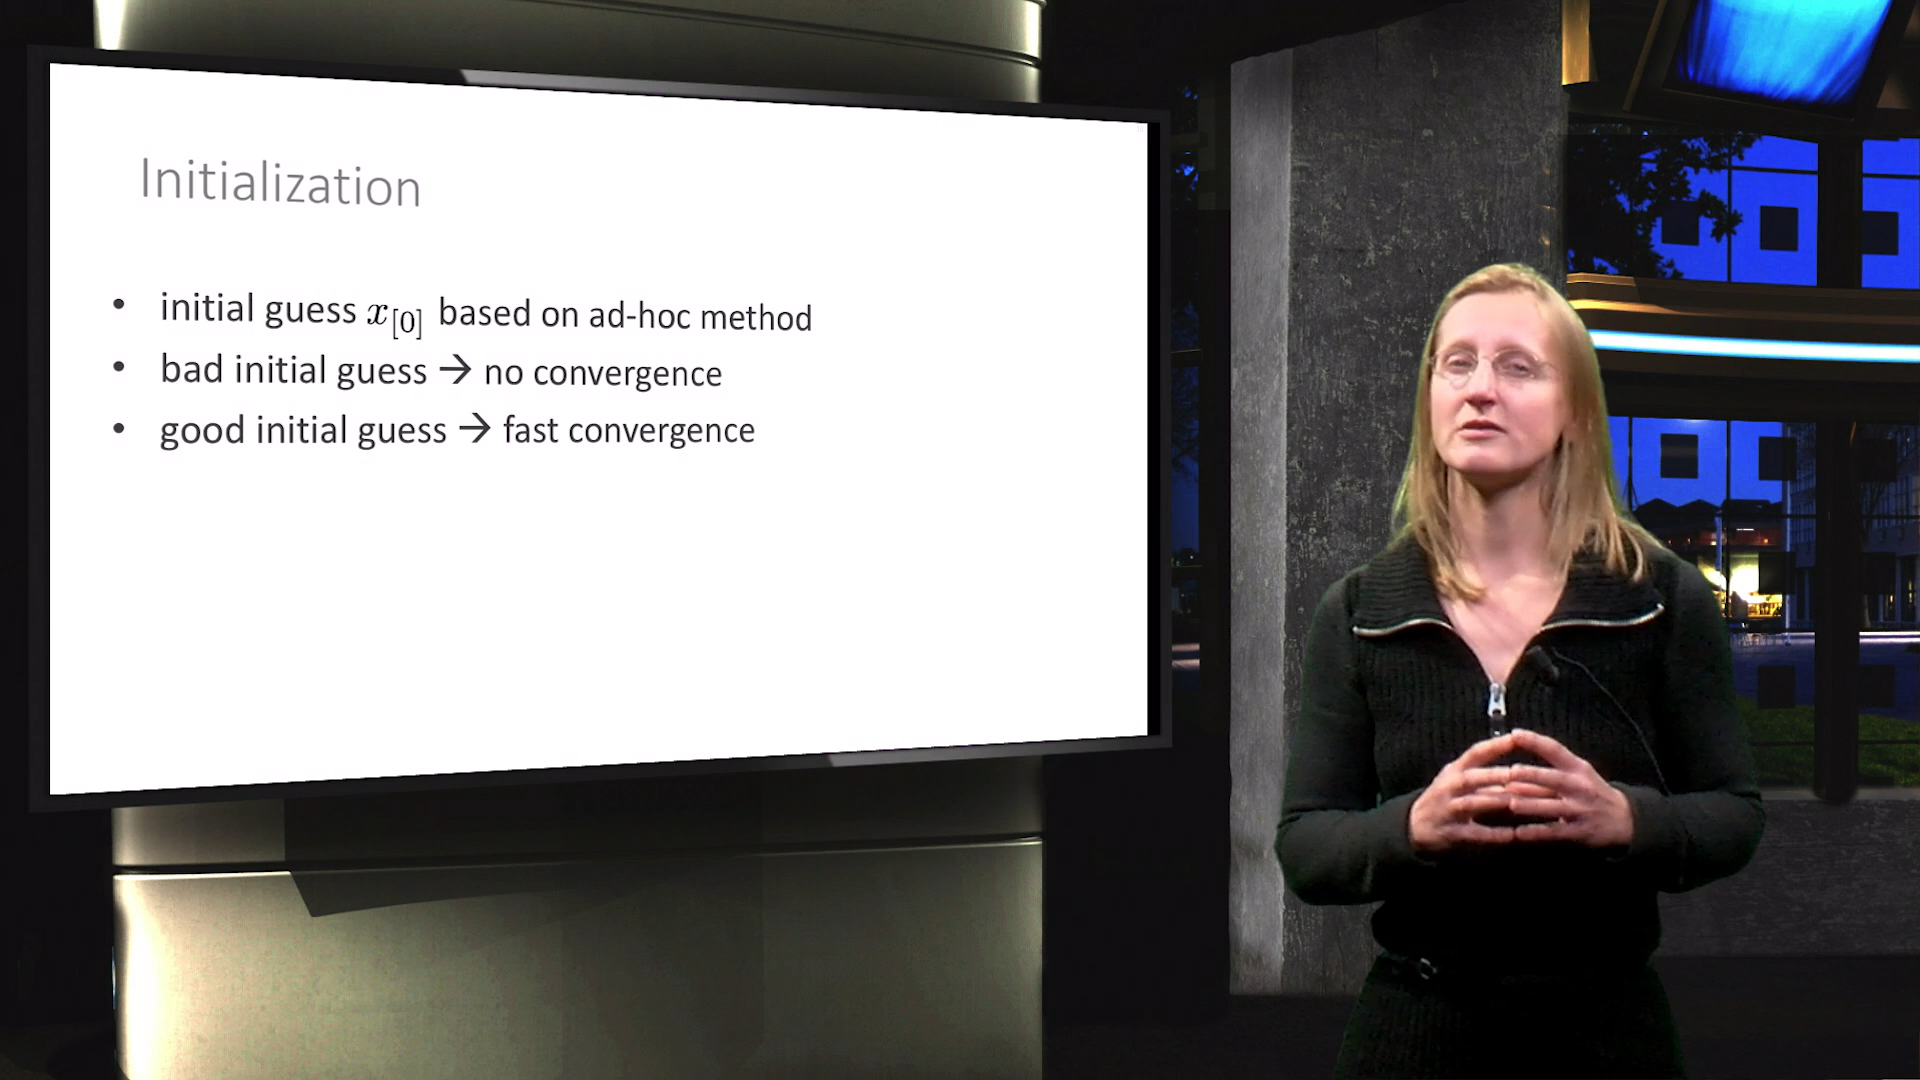 Initialization
• initial guess x_[0] based on ad-hoc method
• bad initial guess → no convergence
• good initial guess → fast convergence